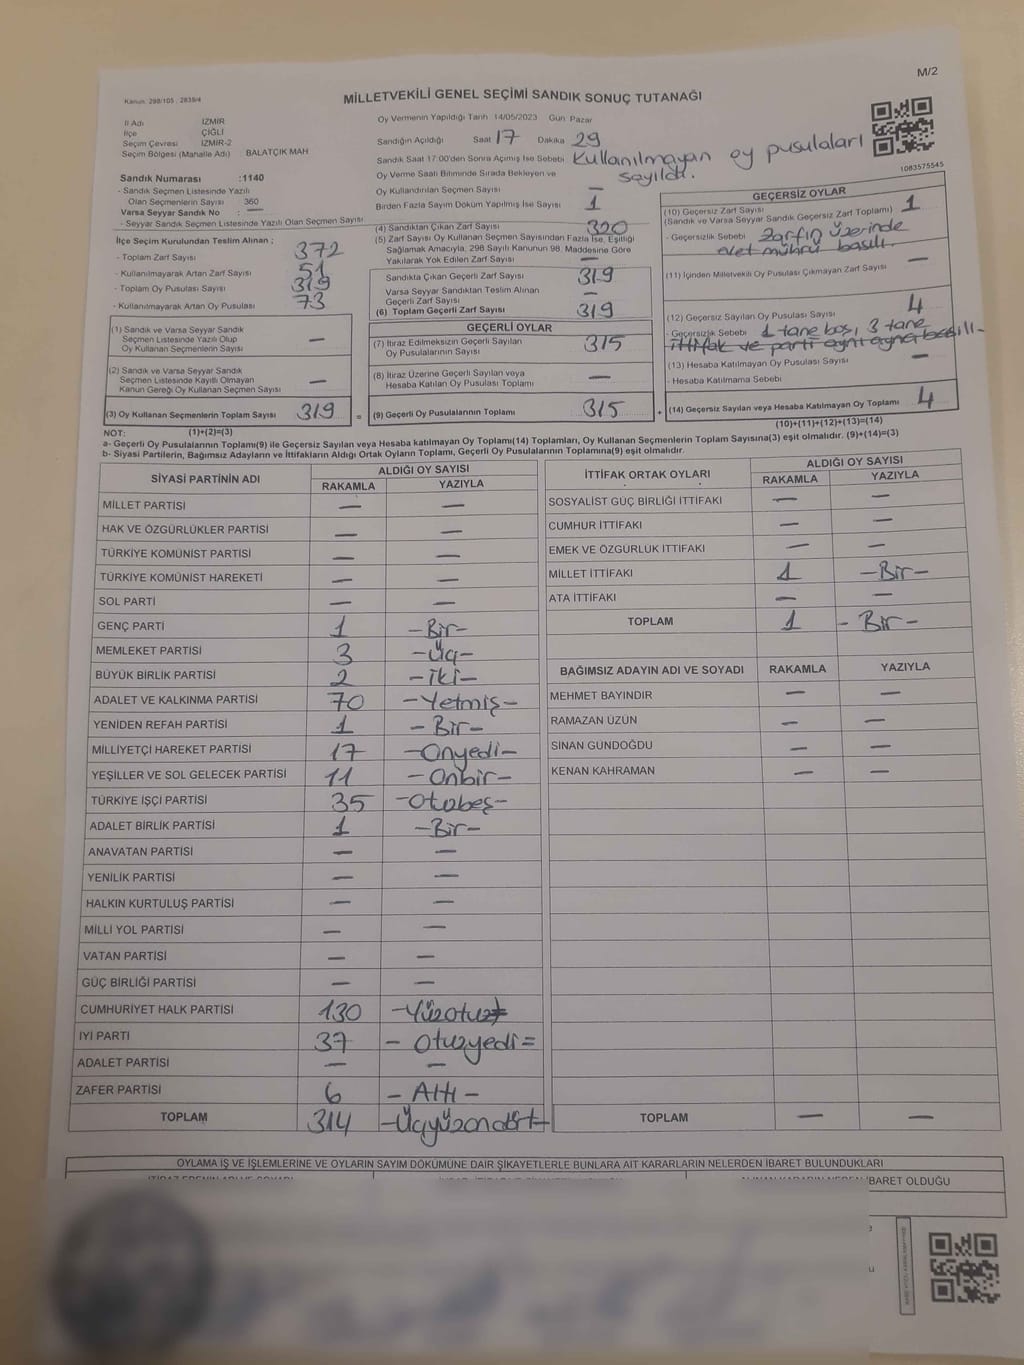 M/2
Kanun: 298/105 ; 2839/4
MİLLETVEKİLİ GENEL SEÇİMİ SANDIK SONUÇ TUTANAĞI
İl Adı İZMİR
İlçe ÇİĞLİ
Seçim Çevresi İZMİR-2
Seçim Bölgesi (Mahalle Adı) BALATÇIK MAH
Sandık Numarası :1140
- Sandık Seçmen Listesinde Yazılı
Olan Seçmenlerin Sayısı 360
Varsa Seyyar Sandık No : —
- Seyyar Sandık Seçmen Listesinde Yazılı Olan Seçmen Sayısı
Oy Vermenin Yapıldığı Tarih 14/05/2023 Gün Pazar
Sandığın Açıldığı Saat 17 Dakika 29
Sandık Saat 17:00'den Sonra Açılmış İse Sebebi Kullanılmayan oy pusulaları
sayıldı.
Oy Verme Saati Bitiminde Sırada Bekleyen ve
Oy Kullandırılan Seçmen Sayısı —
Birden Fazla Sayım Döküm Yapılmış İse Sayısı 1
1083575545
İlçe Seçim Kurulundan Teslim Alınan ;
- Toplam Zarf Sayısı 372
- Kullanılmayarak Artan Zarf Sayısı 51
- Toplam Oy Pusulası Sayısı 319
- Kullanılmayarak Artan Oy Pusulası 73
(1) Sandık ve Varsa Seyyar Sandık
Seçmen Listesinde Yazılı Olup
Oy Kullanan Seçmenlerin Sayısı —
(2) Sandık ve Varsa Seyyar Sandık
Seçmen Listesinde Kayıtlı Olmayan
Kanun Gereği Oy Kullanan Seçmen Sayısı —
(3) Oy Kullanan Seçmenlerin Toplam Sayısı 319
(1)+(2)=(3)
(4) Sandıktan Çıkan Zarf Sayısı 320
(5) Zarf Sayısı Oy Kullanan Seçmen Sayısından Fazla İse, Eşitliği
Sağlamak Amacıyla, 298 Sayılı Kanunun 98. Maddesine Göre
Yakılarak Yok Edilen Zarf Sayısı —
Sandıkta Çıkan Geçerli Zarf Sayısı 319
Varsa Seyyar Sandıktan Teslim Alınan
Geçerli Zarf Sayısı —
(6) Toplam Geçerli Zarf Sayısı 319
GEÇERLİ OYLAR
(7) İtiraz Edilmeksizin Geçerli Sayılan
Oy Pusulalarının Sayısı 315
(8) İtiraz Üzerine Geçerli Sayılan veya
Hesaba Katılan Oy Pusulası Toplamı —
= (9) Geçerli Oy Pusulalarının Toplamı 315
GEÇERSİZ OYLAR
(10) Geçersiz Zarf Sayısı 1
(Sandık ve Varsa Seyyar Sandık Geçersiz Zarf Toplamı)
- Geçersizlik Sebebi Zarfın üzerinde
evet mührü basılı.
(11) İçinden Milletvekili Oy Pusulası Çıkmayan Zarf Sayısı —
(12) Geçersiz Sayılan Oy Pusulası Sayısı 4
- Geçersizlik Sebebi 1 tane boş, 3 tane
ittifak ve parti ayrı ayrı basılı-
(13) Hesaba Katılmayan Oy Pusulası Sayısı —
- Hesaba Katılmama Sebebi
+ (14) Geçersiz Sayılan veya Hesaba Katılmayan Oy Toplamı 4
(10)+(11)+(12)+(13)=(14)
NOT:
a- Geçerli Oy Pusulalarının Toplamı(9) ile Geçersiz Sayılan veya Hesaba katılmayan Oy Toplamı(14) Toplamları, Oy Kullanan Seçmenlerin Toplam Sayısına(3) eşit olmalıdır. (9)+(14)=(3)
b- Siyasi Partilerin, Bağımsız Adayların ve İttifakların Aldığı Ortak Oyların Toplamı, Geçerli Oy Pusulalarının Toplamına(9) eşit olmalıdır.
SİYASİ PARTİNİN ADI ALDIĞI OY SAYISI
RAKAMLA YAZIYLA
MİLLET PARTİSİ — —
HAK VE ÖZGÜRLÜKLER PARTİSİ — —
TÜRKİYE KOMÜNİST PARTİSİ — —
TÜRKİYE KOMÜNİST HAREKETİ — —
SOL PARTİ — —
GENÇ PARTİ 1 -Bir-
MEMLEKET PARTİSİ 3 -Üç-
BÜYÜK BİRLİK PARTİSİ 2 -iki-
ADALET VE KALKINMA PARTİSİ 70 -Yetmiş-
YENİDEN REFAH PARTİSİ 1 -Bir-
MİLLİYETÇİ HAREKET PARTİSİ 17 -Onyedi-
YEŞİLLER VE SOL GELECEK PARTİSİ 11 -Onbir-
TÜRKİYE İŞÇİ PARTİSİ 35 -Otuzbeş-
ADALET BİRLİK PARTİSİ 1 -Bir-
ANAVATAN PARTİSİ — —
YENİLİK PARTİSİ — —
HALKIN KURTULUŞ PARTİSİ — —
MİLLİ YOL PARTİSİ — —
VATAN PARTİSİ — —
GÜÇ BİRLİĞİ PARTİSİ — —
CUMHURİYET HALK PARTİSİ 130 -Yüzotuz-
İYİ PARTİ 37 - Otuzyedi =
ADALET PARTİSİ — —
ZAFER PARTİSİ 6 - Altı -
TOPLAM 314 -Üçyüzondört-
İTTİFAK ORTAK OYLARI ALDIĞI OY SAYISI
RAKAMLA YAZIYLA
SOSYALİST GÜÇ BİRLİĞİ İTTİFAKI — —
CUMHUR İTTİFAKI — —
EMEK VE ÖZGÜRLÜK İTTİFAKI — —
MİLLET İTTİFAKI 1 -Bir-
ATA İTTİFAKI — —
TOPLAM 1 - Bir -
BAĞIMSIZ ADAYIN ADI VE SOYADI RAKAMLA YAZIYLA
MEHMET BAYINDIR — —
RAMAZAN ÜZÜN — —
SİNAN GÜNDOĞDU — —
KENAN KAHRAMAN — —
TOPLAM — —
OYLAMA İŞ VE İŞLEMLERİNE VE OYLARIN SAYIM DÖKÜMÜNE DAİR ŞİKAYETLERLE BUNLARA AİT KARARLARIN NELERDEN İBARET BULUNDUKLARI
İBARET OLDUĞU